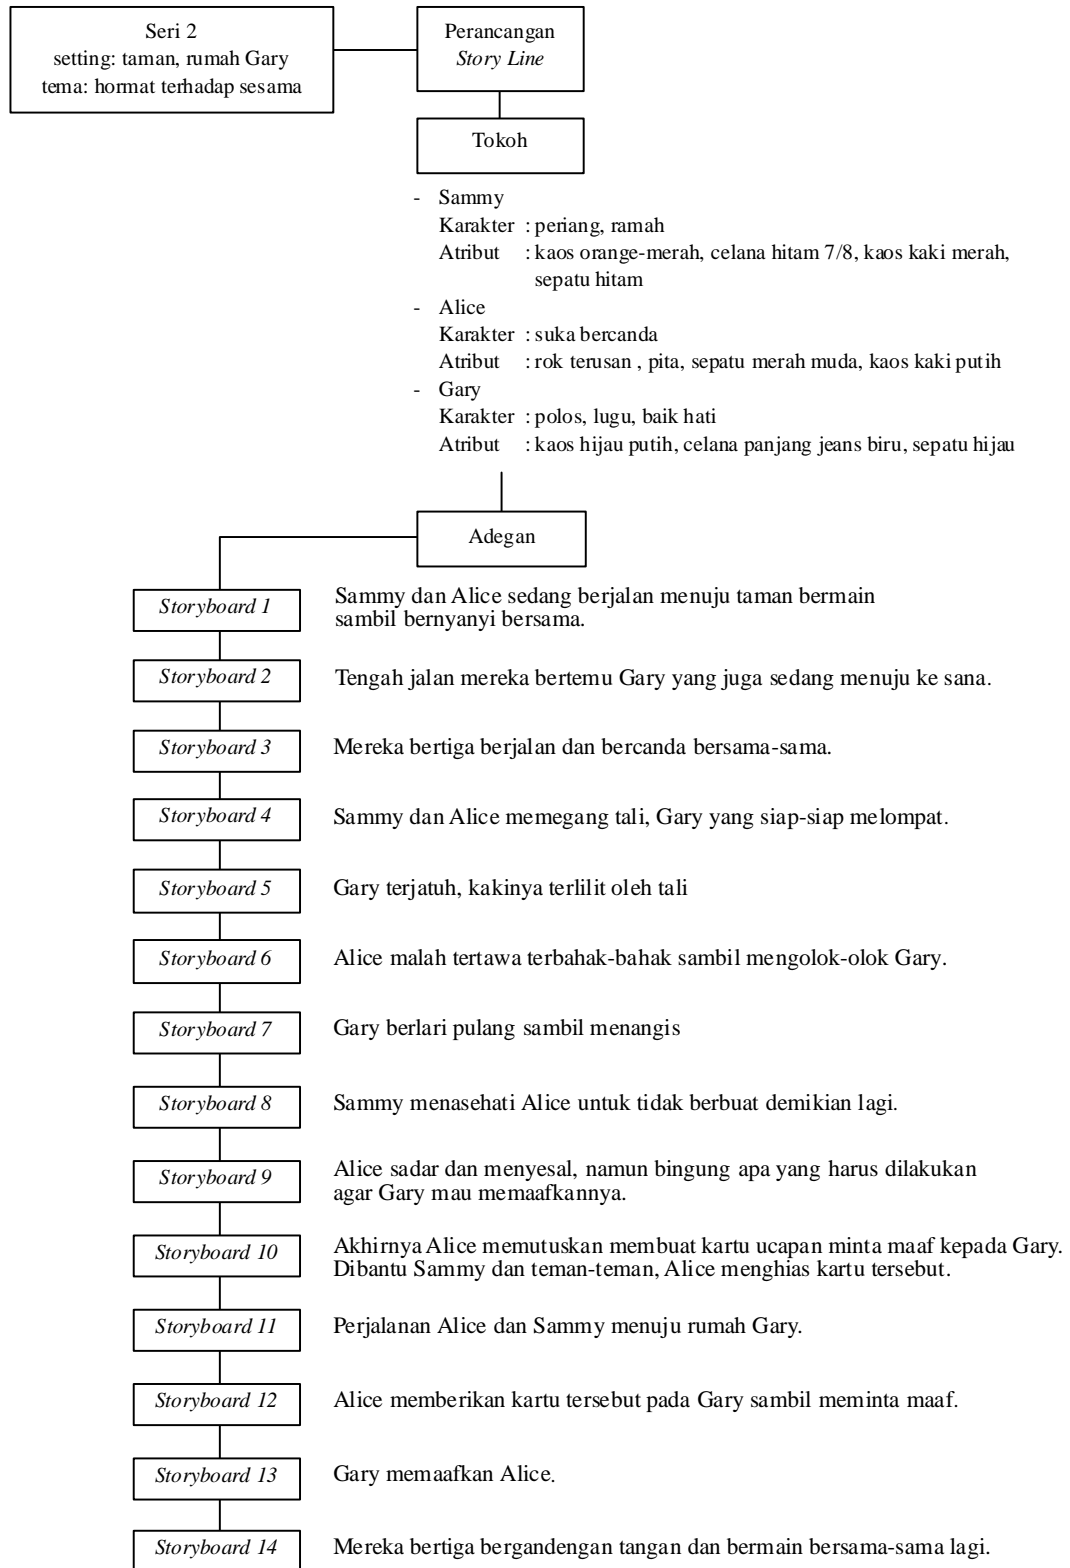 Seri 2
setting: taman, rumah Gary
tema: hormat terhadap sesama
Perancangan
Story Line
Tokoh
- Sammy
Karakter : periang, ramah
Atribut : kaos orange-merah, celana hitam 7/8, kaos kaki merah,
sepatu hitam
- Alice
Karakter : suka bercanda
Atribut : rok terusan , pita, sepatu merah muda, kaos kaki putih
- Gary
Karakter : polos, lugu, baik hati
Atribut : kaos hijau putih, celana panjang jeans biru, sepatu hijau
Adegan
Storyboard 1
Sammy dan Alice sedang berjalan menuju taman bermain
sambil bernyanyi bersama.
Storyboard 2
Tengah jalan mereka bertemu Gary yang juga sedang menuju ke sana.
Storyboard 3
Mereka bertiga berjalan dan bercanda bersama-sama.
Storyboard 4
Sammy dan Alice memegang tali, Gary yang siap-siap melompat.
Storyboard 5
Gary terjatuh, kakinya terlilit oleh tali
Storyboard 6
Alice malah tertawa terbahak-bahak sambil mengolok-olok Gary.
Storyboard 7
Gary berlari pulang sambil menangis
Storyboard 8
Sammy menasehati Alice untuk tidak berbuat demikian lagi.
Storyboard 9
Alice sadar dan menyesal, namun bingung apa yang harus dilakukan
agar Gary mau memaafkannya.
Storyboard 10
Akhirnya Alice memutuskan membuat kartu ucapan minta maaf kepada Gary.
Dibantu Sammy dan teman-teman, Alice menghias kartu tersebut.
Storyboard 11
Perjalanan Alice dan Sammy menuju rumah Gary.
Storyboard 12
Alice memberikan kartu tersebut pada Gary sambil meminta maaf.
Storyboard 13
Gary memaafkan Alice.
Storyboard 14
Mereka bertiga bergandengan tangan dan bermain bersama-sama lagi.